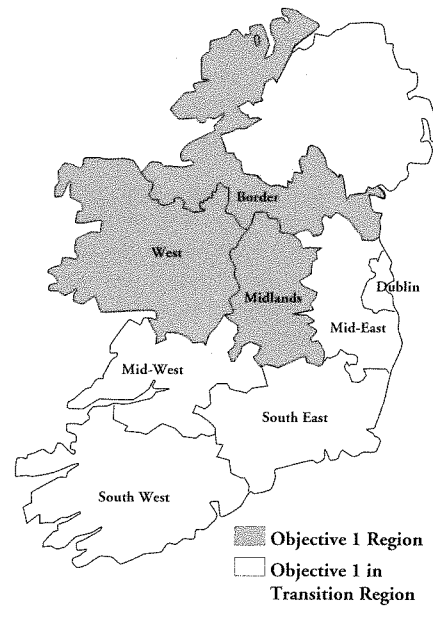 Border
West
Dublin
Midlands
Mid-East
Mid-West
South East
South West
Objective 1 Region
Objective 1 in
Transition Region